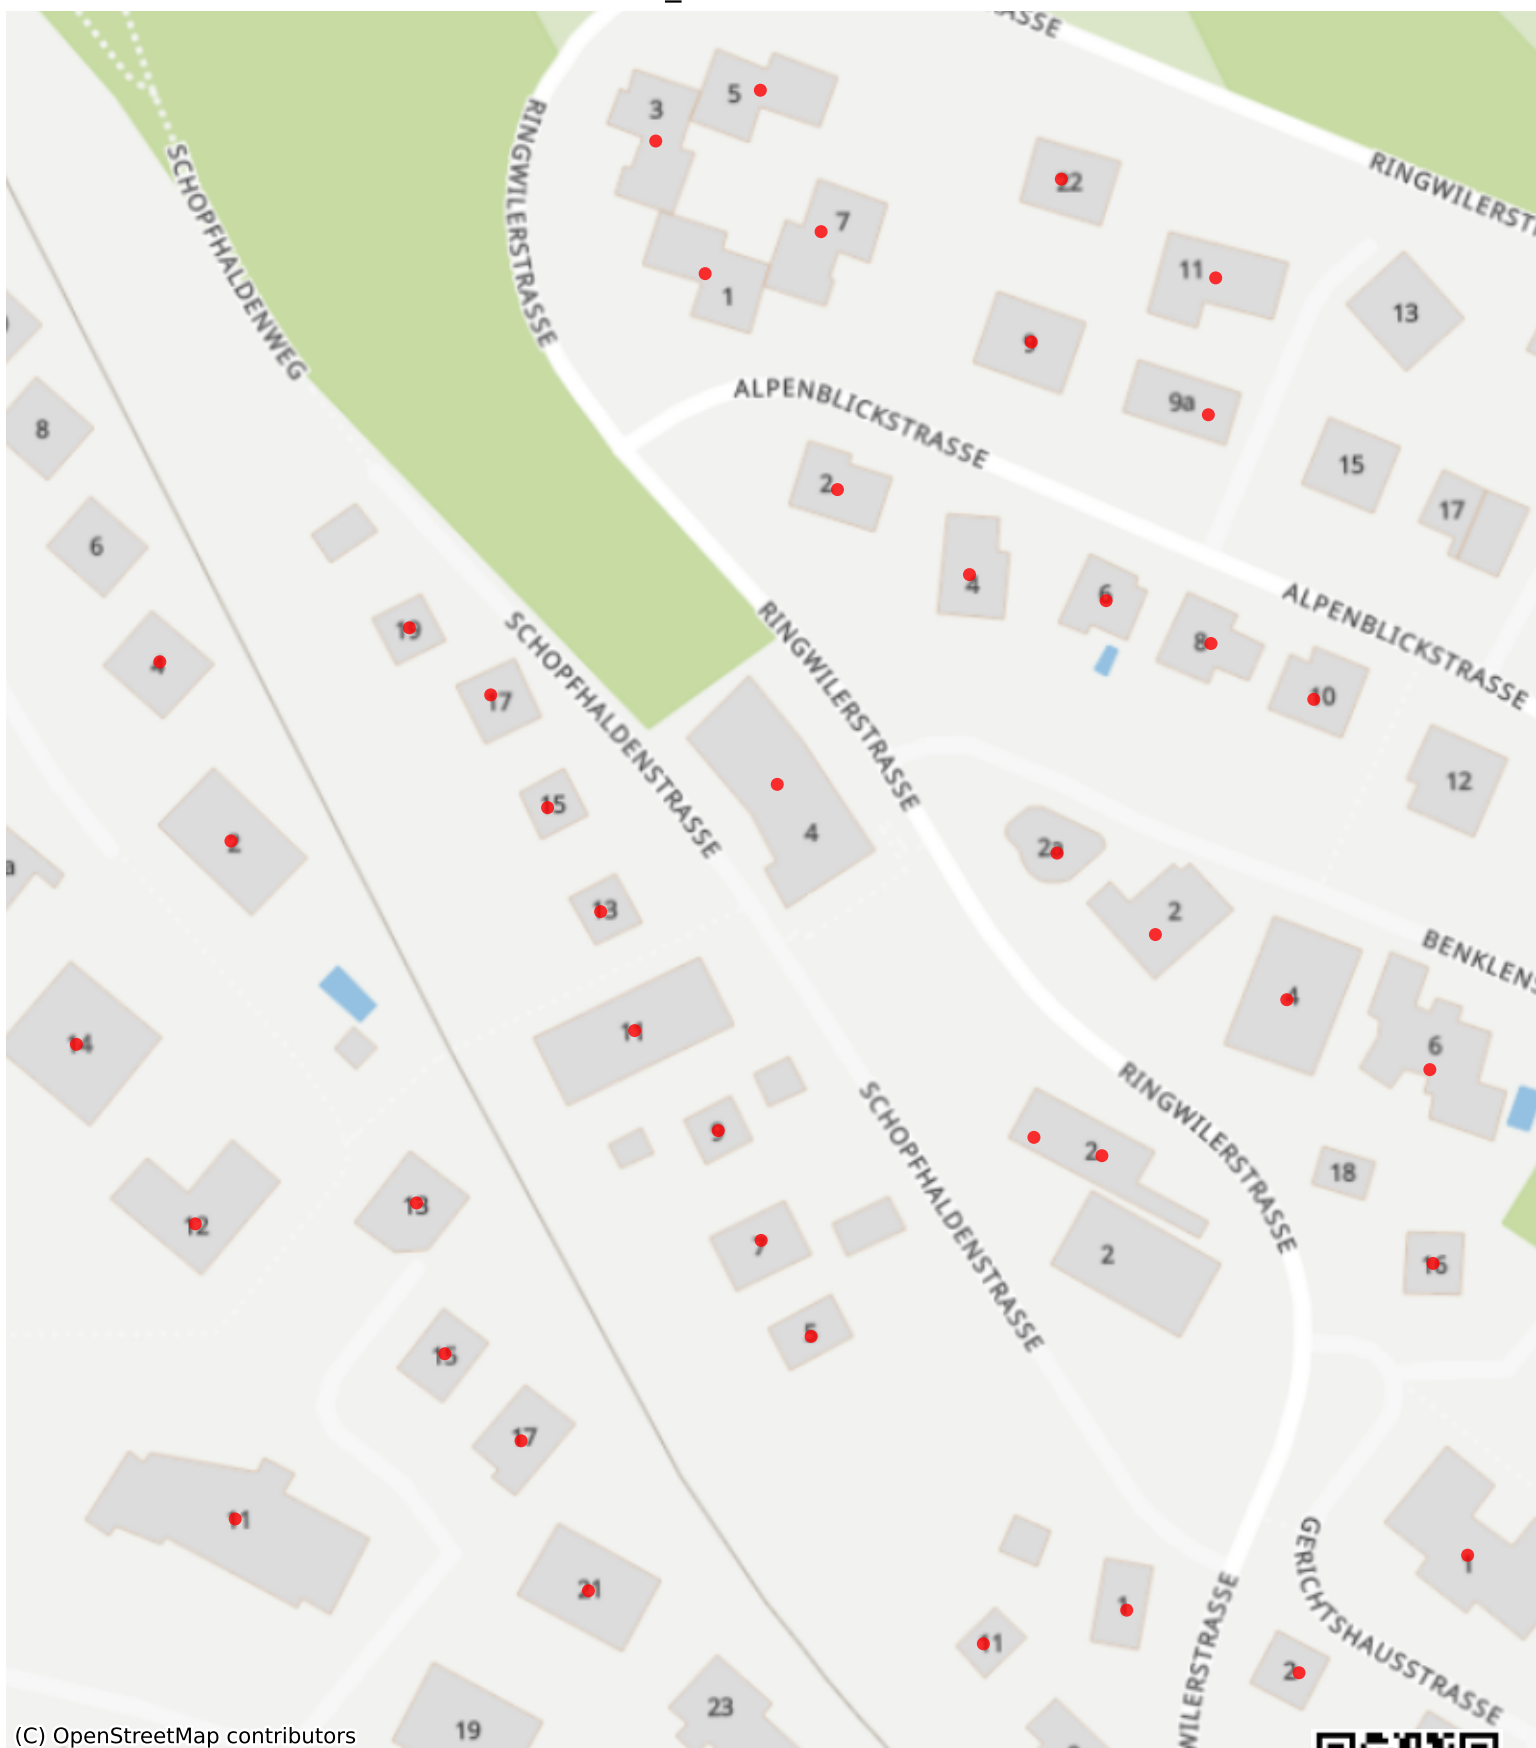 ASSE
RINGWILERSTRASSE
SCHOPFHALDENWEG
RINGWILERST
3
5
7
1
22
11
13
9
9a
ALPENBLICKSTRASSE
8
6
15
17
2
4
6
8
10
12
ALPENBLICKSTRASSE
19
17
15
13
4
2
SCHOPFHALDENSTRASSE
RINGWILERSTRASSE
4
2a
2
4
6
BENKLENS
a
14
11
9
7
5
12
13
15
17
SCHOPFHALDENSTRASSE
RINGWILERSTRASSE
2
2
18
16
11
21
19
23
11
1
1
2
GERICHTSHAUSSTRASSE
WILERSTRASSE
(C) OpenStreetMap contributors